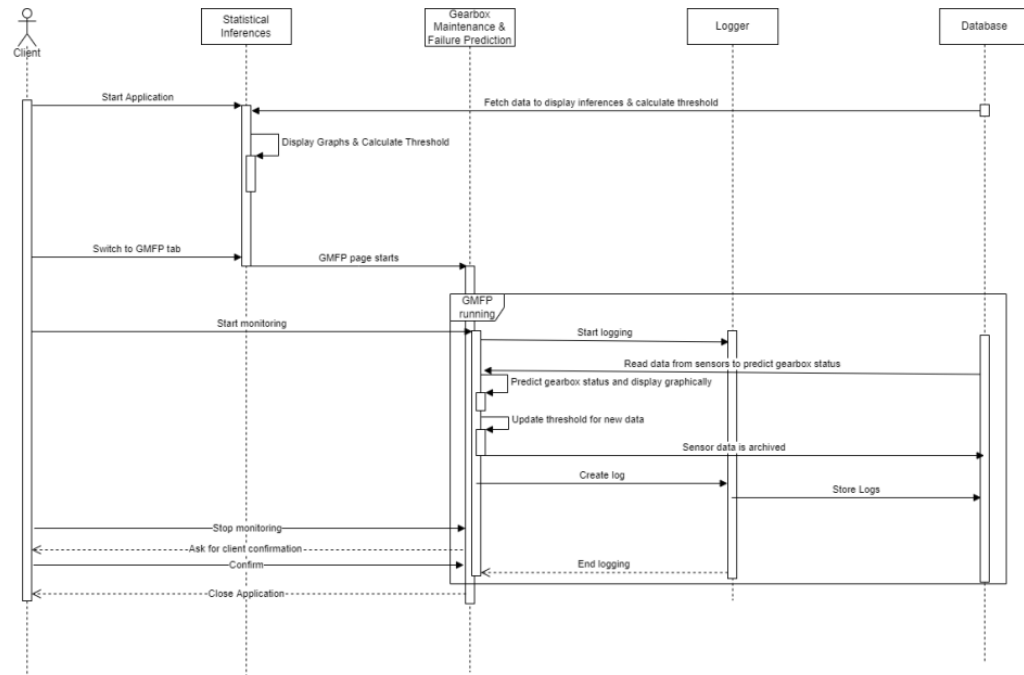 Client
Statistical
Inferences
Gearbox
Maintenance &
Failure Prediction
Logger
Database
Start Application
Fetch data to display inferences & calculate threshold
Display Graphs & Calculate Threshold
Switch to GMFP tab
GMFP page starts
GMFP
running
Start monitoring
Start logging
Read data from sensors to predict gearbox status
Predict gearbox status and display graphically
Update threshold for new data
Sensor data is archived
Create log
Store Logs
Stop monitoring
Ask for client confirmation
Confirm
End logging
Close Application